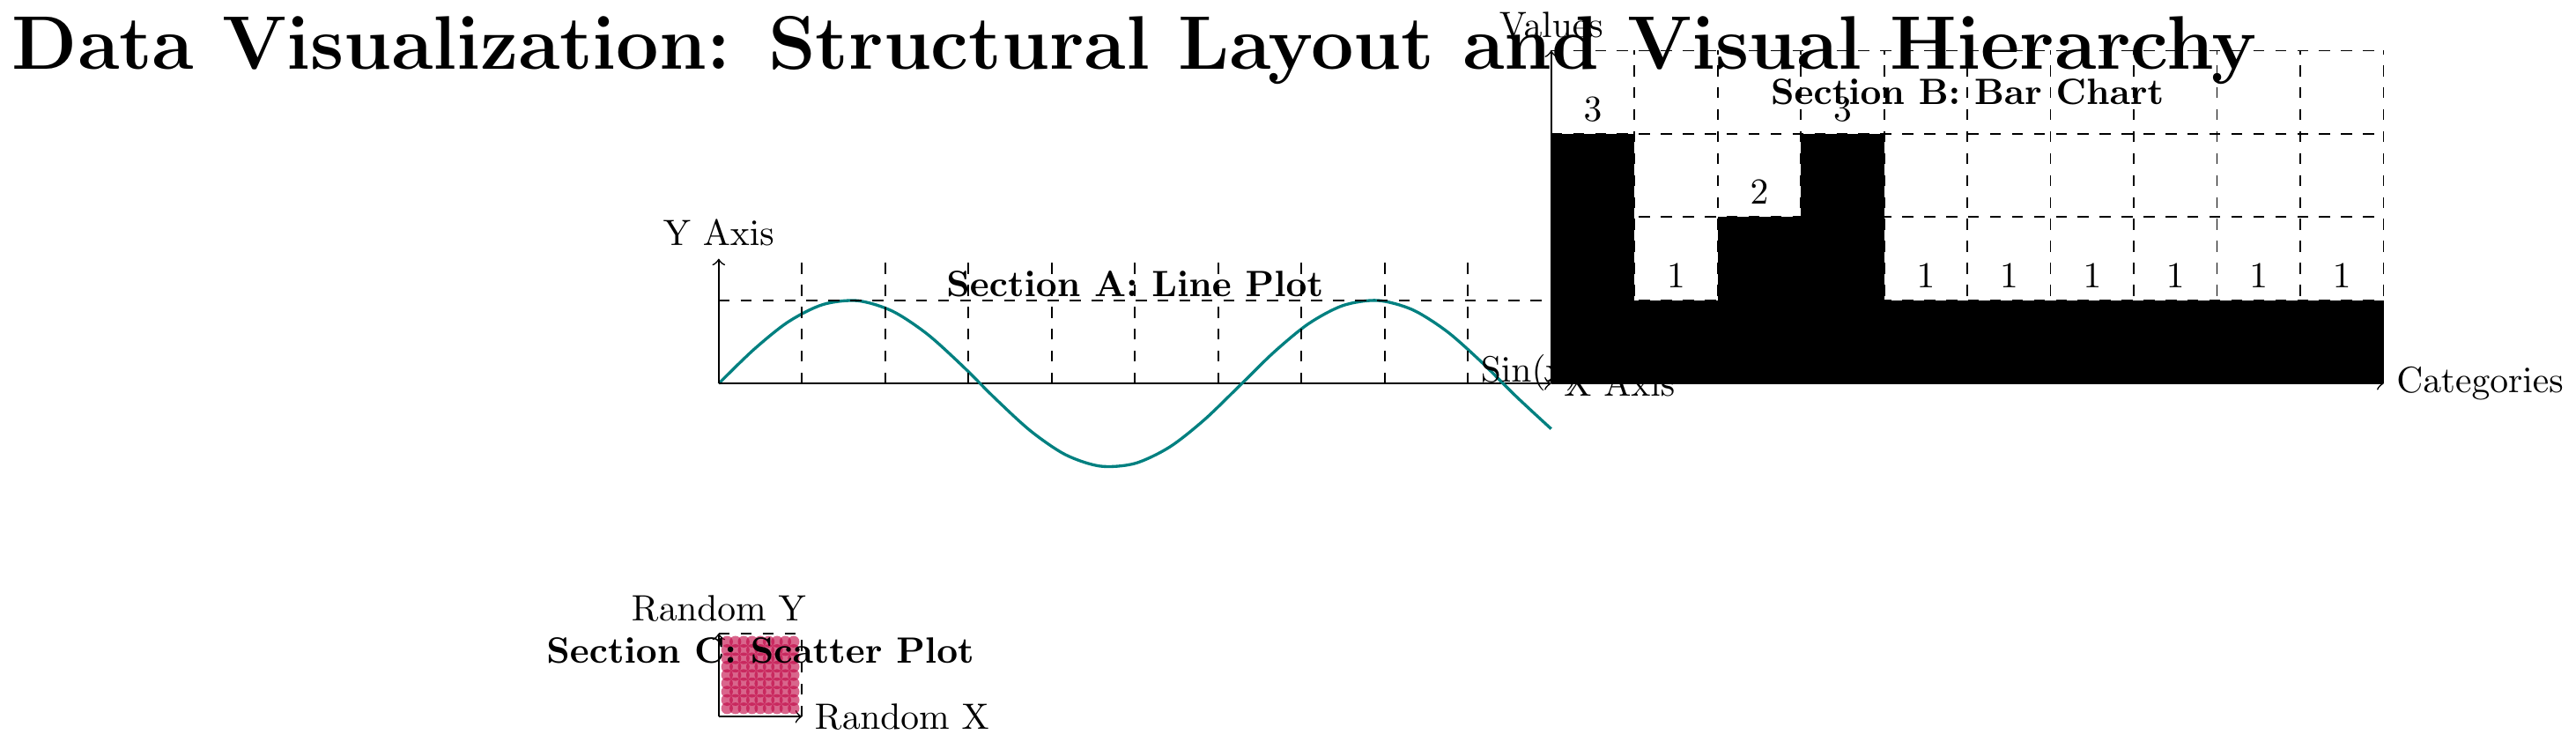 Data Visualization: Structural Layout and Visual Hierarchy
Values
Section B: Bar Chart
3
3
2
1
1
1
1
1
1
1
Y Axis
Section A: Line Plot
Sin(x
X Axis
Categories
Random Y
Section C: Scatter Plot
Random X